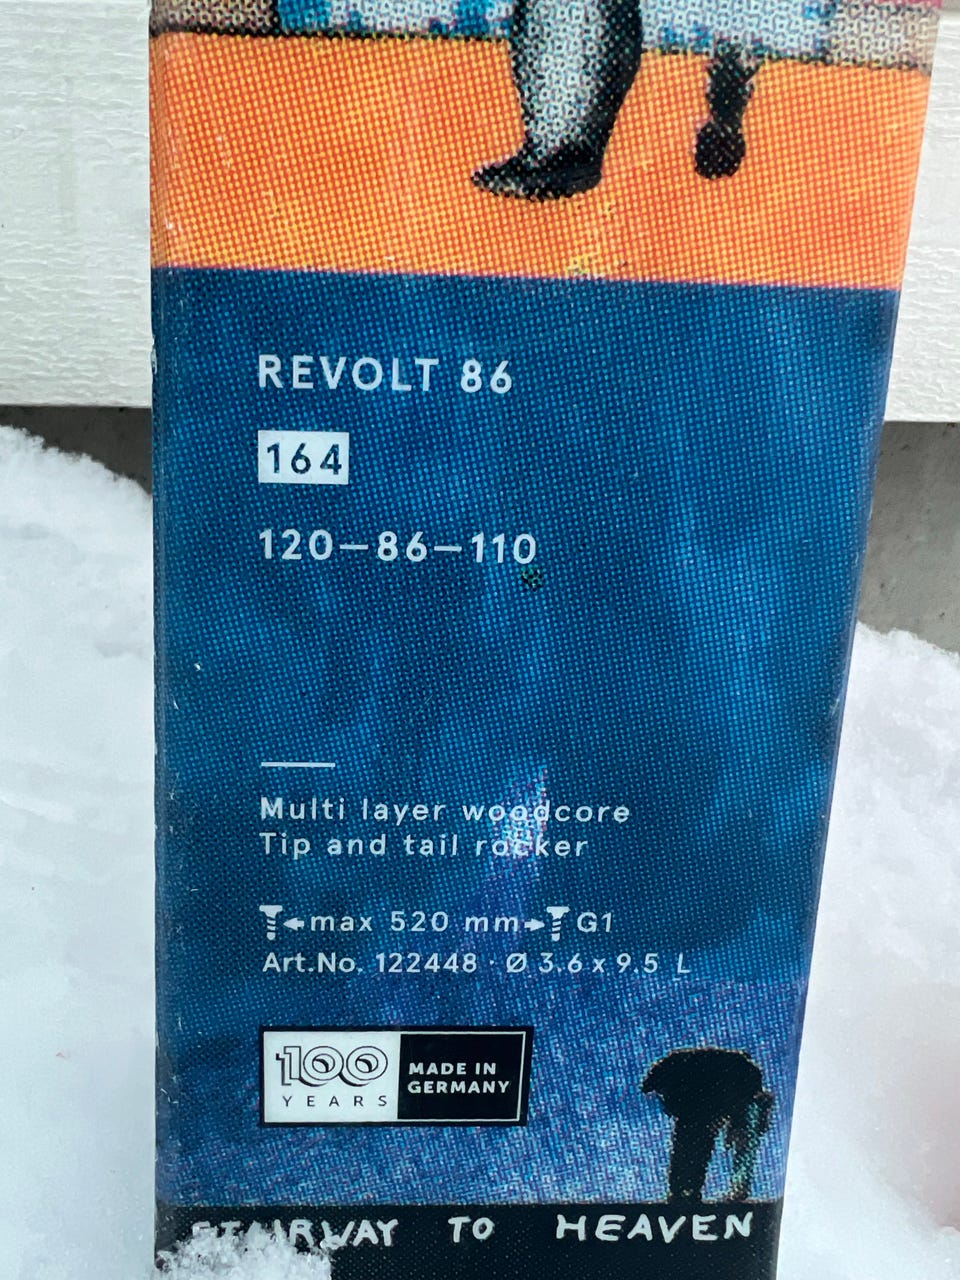 REVOLT 86
164
120–86–110
Multi layer woodcore
Tip and tail rocker
max 520 mm G1
Art.No. 122448 · Ø 3.6 x 9.5 L
100
YEARS
MADE IN
GERMANY
STAIRWAY TO HEAVEN